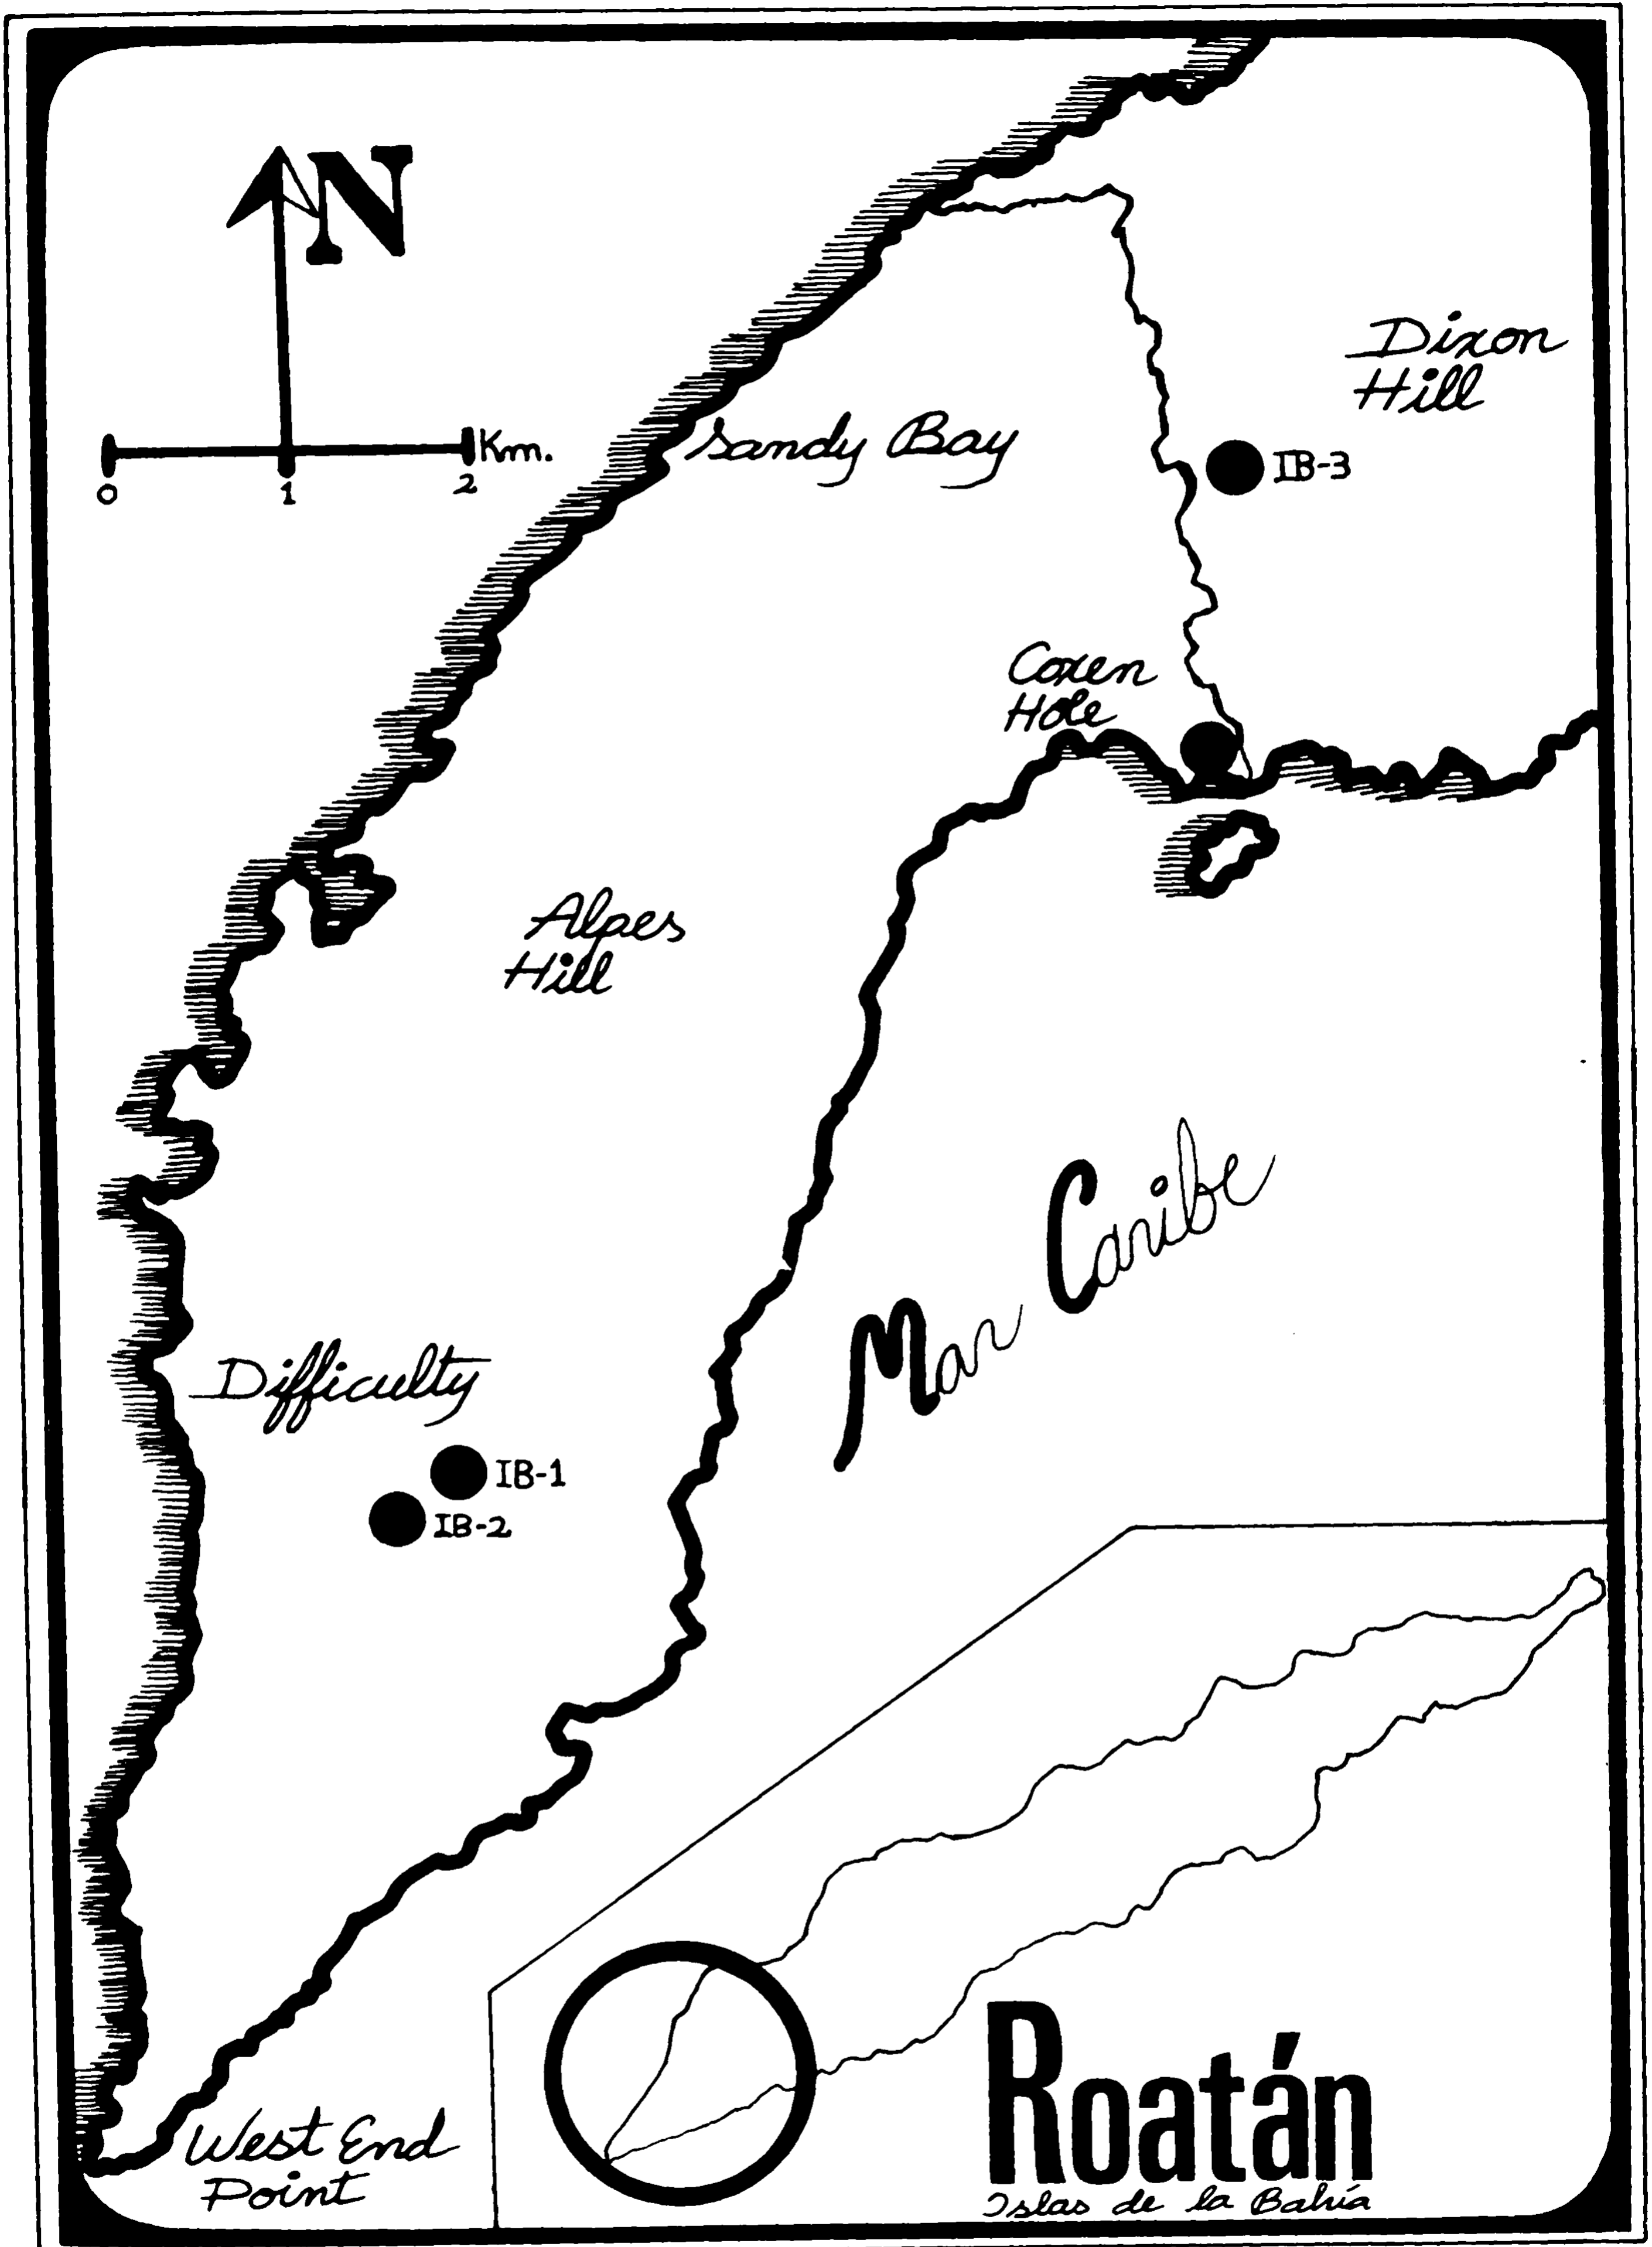 N
Km.
0 1 2
Dixon
Hill
Sandy Bay
IB-3
Coxen
Hole
Alpes
Hill
Mar Caribe
Difficulty
IB-1
IB-2
West End
Point
Roatán
Islas de la Bahía